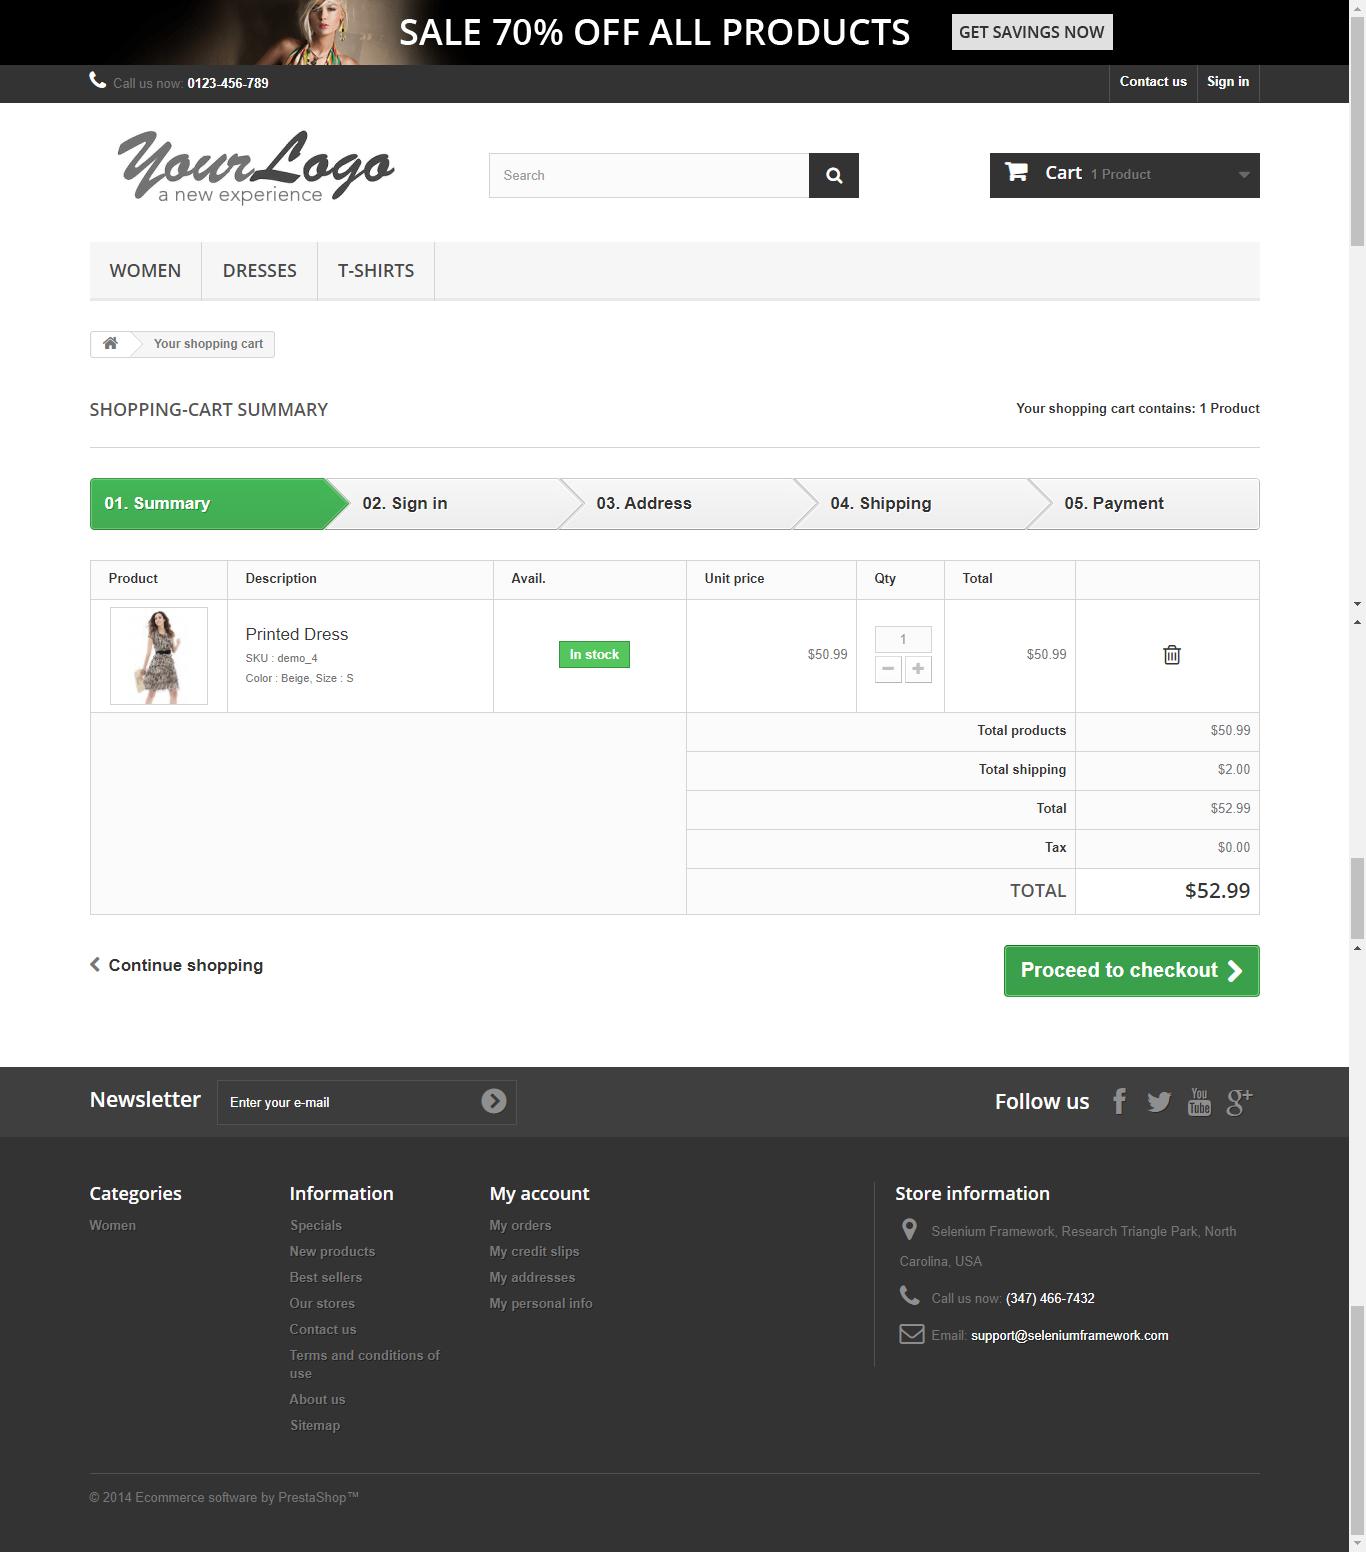 SALE 70% OFF ALL PRODUCTS GET SAVINGS NOW
Call us now: 0123-456-789 Contact us Sign in
YourLogo
a new experience
Search
Cart 1 Product
WOMEN DRESSES T-SHIRTS
Your shopping cart
SHOPPING-CART SUMMARY Your shopping cart contains: 1 Product
01. Summary 02. Sign in 03. Address 04. Shipping 05. Payment
Product Description Avail. Unit price Qty Total
Printed Dress
SKU : demo_4
Color : Beige, Size : S
In stock $50.99 1 $50.99
Total products $50.99
Total shipping $2.00
Total $52.99
Tax $0.00
TOTAL $52.99
Continue shopping Proceed to checkout
Newsletter Enter your e-mail Follow us You Tube g+
Categories
Women
Information
Specials
New products
Best sellers
Our stores
Contact us
Terms and conditions of
use
About us
Sitemap
My account
My orders
My credit slips
My addresses
My personal info
Store information
Selenium Framework, Research Triangle Park, North
Carolina, USA
Call us now: (347) 466-7432
Email: support@seleniumframework.com
© 2014 Ecommerce software by PrestaShop™